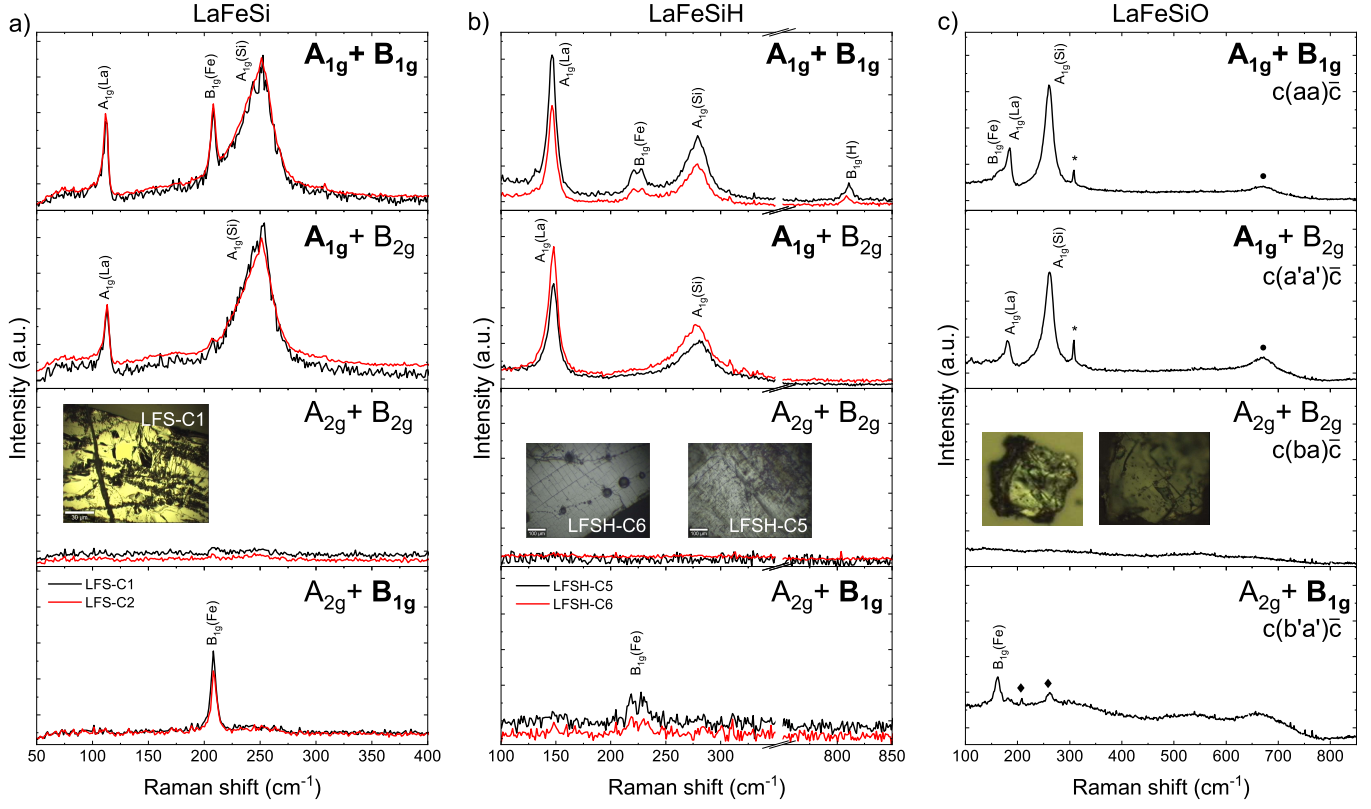 a)
LaFeSi
A1g + B1g
A1g(La)
B1g(Fe)
A1g(Si)
A1g + B2g
A1g(La)
A1g(Si)
A2g + B2g
LFS-C1
30 μm
A2g + B1g
LFS-C1
LFS-C2
B1g(Fe)
Intensity (a.u.)
50 100 150 200 250 300 350 400
Raman shift (cm-1)
b)
LaFeSiH
A1g + B1g
A1g(La)
B1g(Fe)
A1g(Si)
B1g(H)
A1g + B2g
A1g(La)
A1g(Si)
A2g + B2g
100 μm
LFSH-C6
100 μm
LFSH-C5
A2g + B1g
LFSH-C5
LFSH-C6
B1g(Fe)
Intensity (a.u.)
100 150 200 250 300 800 850
Raman shift (cm-1)
c)
LaFeSiO
A1g + B1g
c(aa)c̄
B1g(Fe)
A1g(La)
A1g(Si)
*
A1g + B2g
c(a'a')c̄
A1g(La)
A1g(Si)
*
A2g + B2g
c(ba)c̄
A2g + B1g
c(b'a')c̄
B1g(Fe)
Intensity (a.u.)
100 200 300 400 500 600 700 800
Raman shift (cm-1)